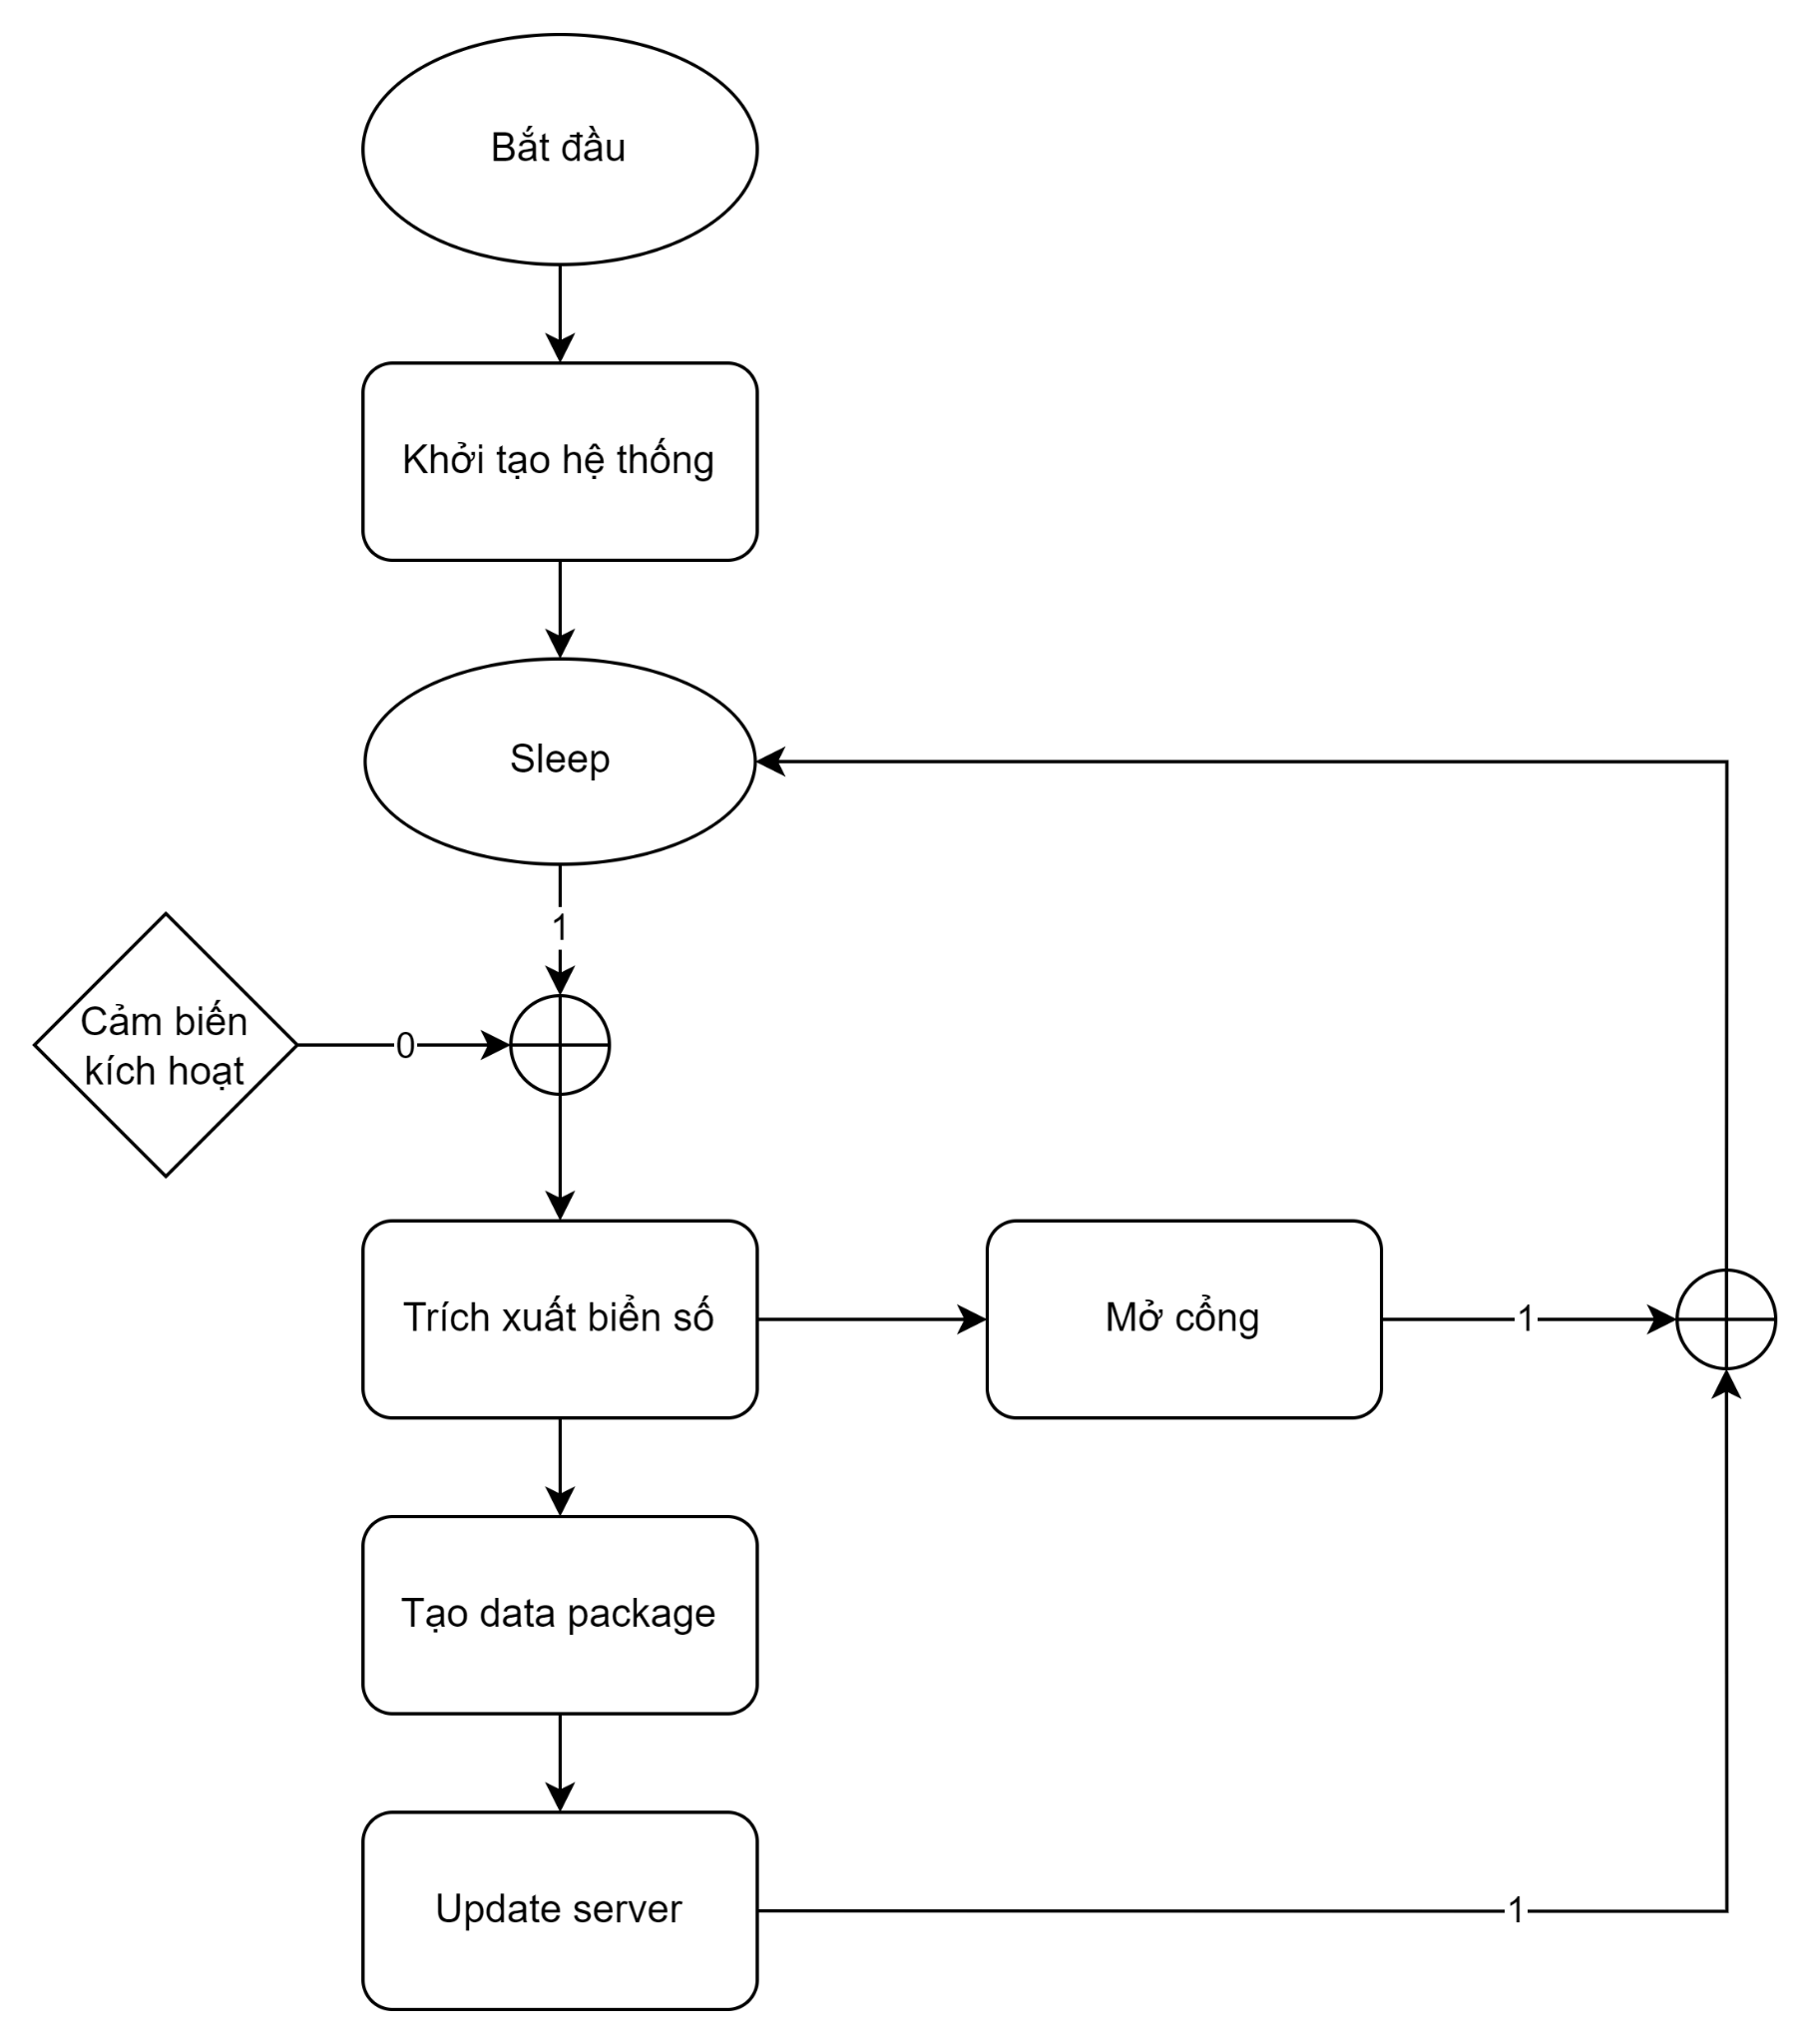 Bắt đầu
Khởi tạo hệ thống
Sleep
1
Cảm biến
kích hoạt
0
Trích xuất biển số
Mở cổng
1
Tạo data package
Update server
1